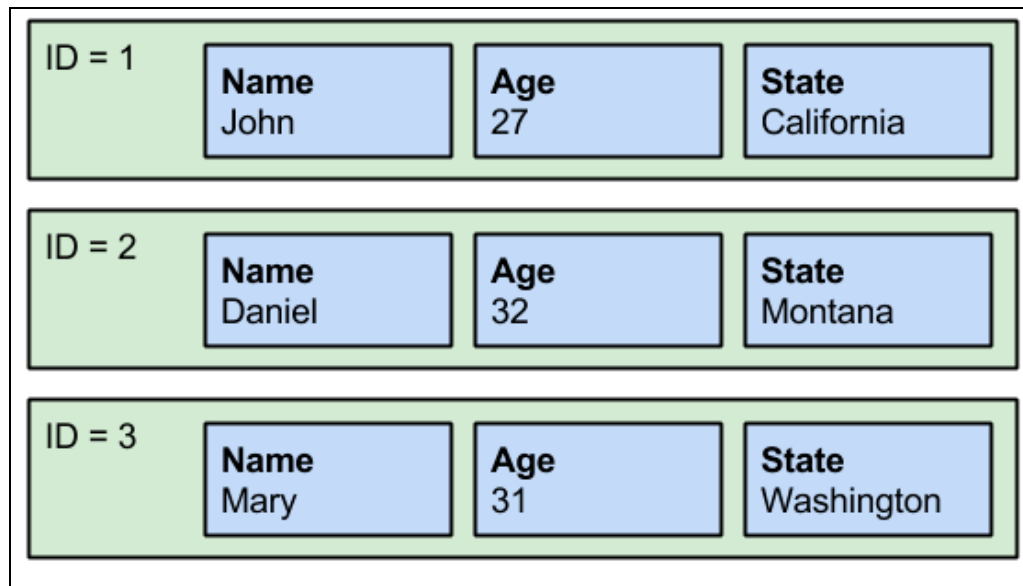 ID = 1
Name
John
Age
27
State
California
ID = 2
Name
Daniel
Age
32
State
Montana
ID = 3
Name
Mary
Age
31
State
Washington